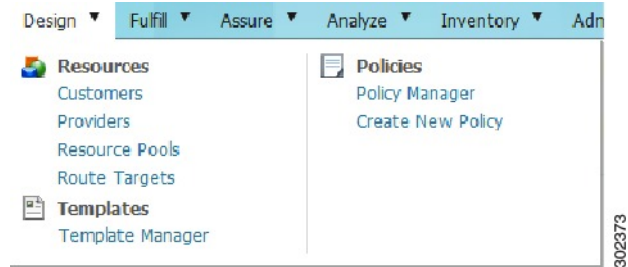 Design ▼ Fulfill ▼ Assure ▼ Analyze ▼ Inventory ▼ Adm
Resources
Customers
Providers
Resource Pools
Route Targets
Templates
Template Manager
Policies
Policy Manager
Create New Policy
302373